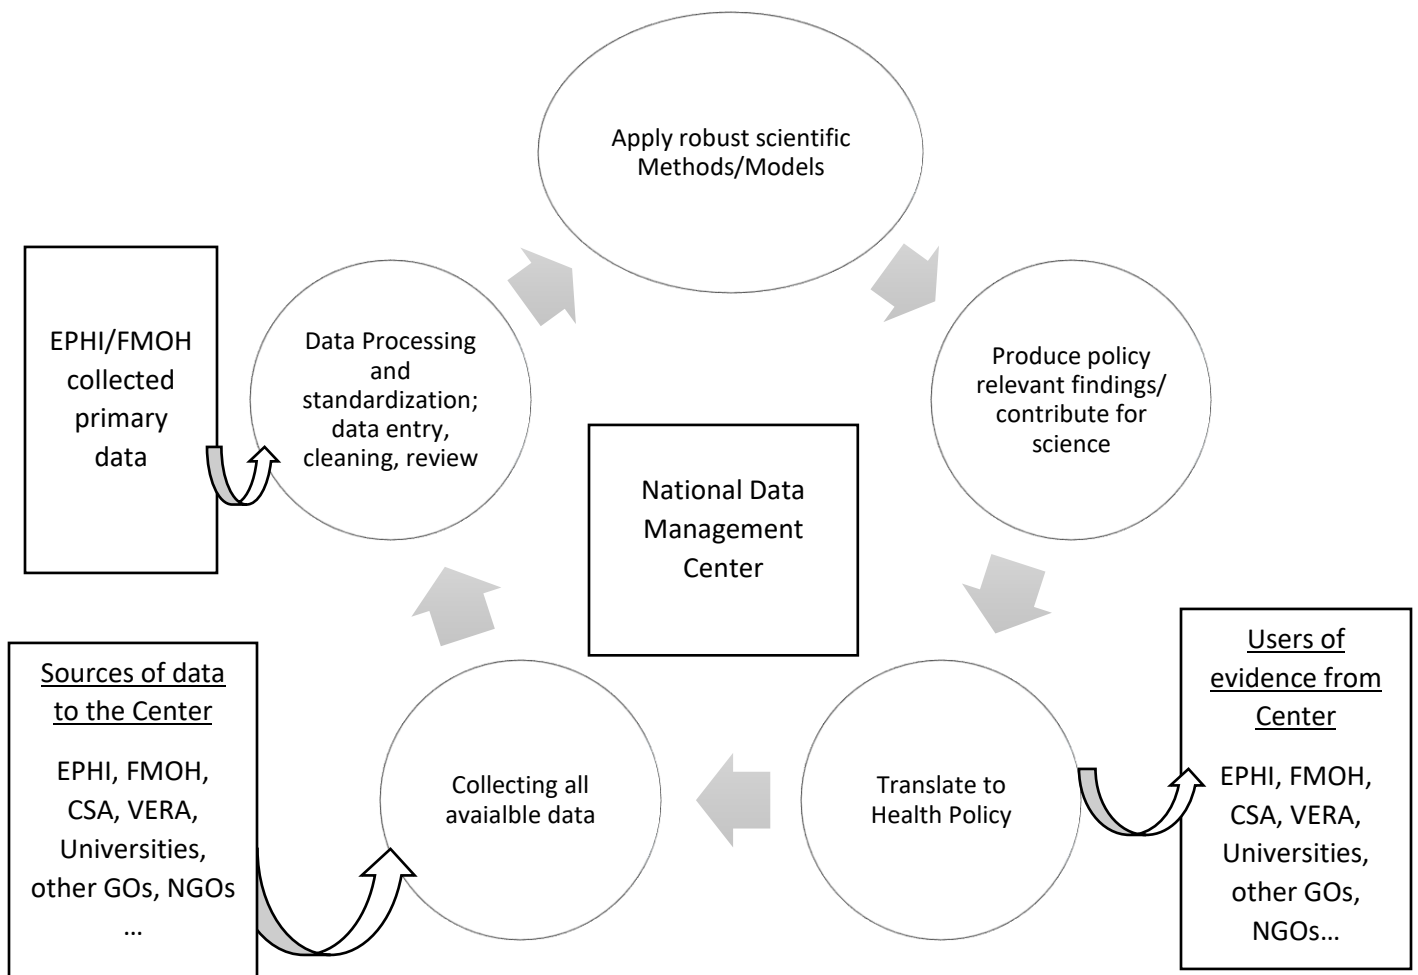 Apply robust scientific
Methods/Models
EPHI/FMOH
collected
primary
data
Data Processing
and
standardization;
data entry,
cleaning, review
Produce policy
relevant findings/
contribute for
science
National Data
Management
Center
Sources of data
to the Center
EPHI, FMOH,
CSA, VERA,
Universities,
other GOs, NGOs
…
Collecting all
avaialble data
Translate to
Health Policy
Users of
evidence from
Center
EPHI, FMOH,
CSA, VERA,
Universities,
other GOs,
NGOs…